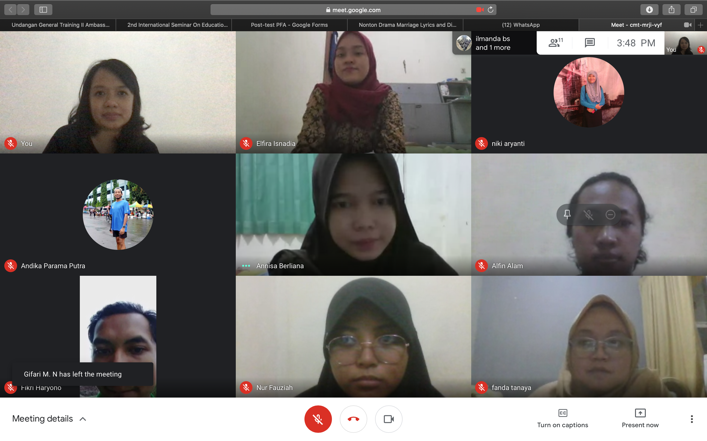 meet.google.com
Undangan General Training II Ambass...
2nd International Seminar On Educatio...
Post-test PFA - Google Forms
Nonton Drama Marriage Lyrics and Di...
(12) WhatsApp
Meet - cmt-mrji-vyf
ilmanda bs
and 1 more
11
3:48 PM
You
You
Elfira Isnadia
niki aryanti
Andika Parama Putra
Annisa Berliana
Alfin Alam
Gifari M. N has left the meeting
Fikri Haryono
Nur Fauziah
fanda tanaya
Meeting details
Turn on captions
Present now